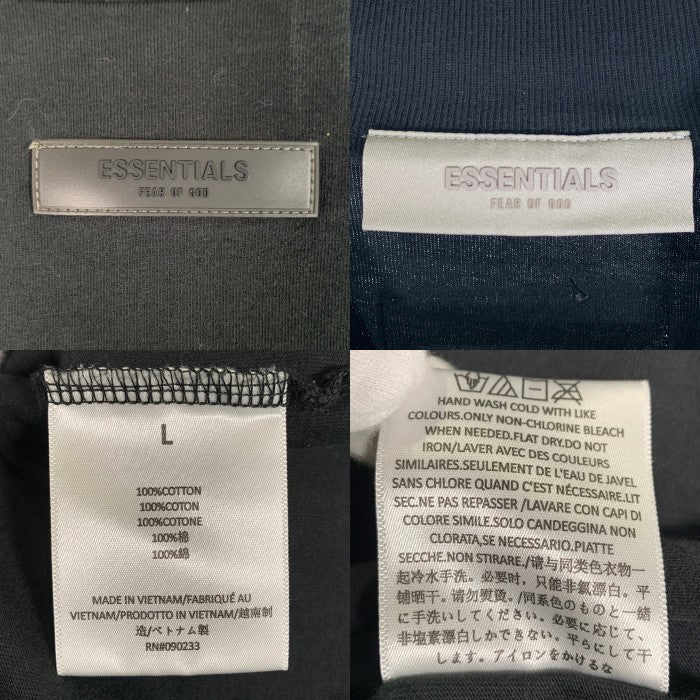 ESSENTIALS
FEAR OF GOD
ESSENTIALS
FEAR OF GOD
L
100%COTTON
100%COTON
100%COTONE
100%棉
100%綿
MADE IN VIETNAM/FABRIQUÉ AU
VIETNAM/PRODOTTO IN VIETNAM/越南制
造/ベトナム製
RN#090233
HAND WASH COLD WITH LIKE
COLOURS.ONLY NON-CHLORINE BLEACH
WHEN NEEDED.FLAT DRY.DO NOT
IRON/LAVER AVEC DES COULEURS
SIMILAIRES.SEULEMENT DE L'EAU DE JAVEL
SANS CHLORE QUAND C'EST NÉCESSAIRE.LIT
SEC.NE PAS REPASSER /LAVARE CON CAPI DI
COLORE SIMILE.SOLO CANDEGGINA NON
CLORATA,SE NECESSARIO.PIATTE
SECCHE.NON STIRARE./请与同类色衣物一
起冷水手洗。必要时，只能非氯漂白。平
铺晒干。请勿熨烫。/同系色のものと一緒
に手洗いしてください。必要に応じて、
非塩素漂白しかできない。平らにして干
します。アイロンをかけるな